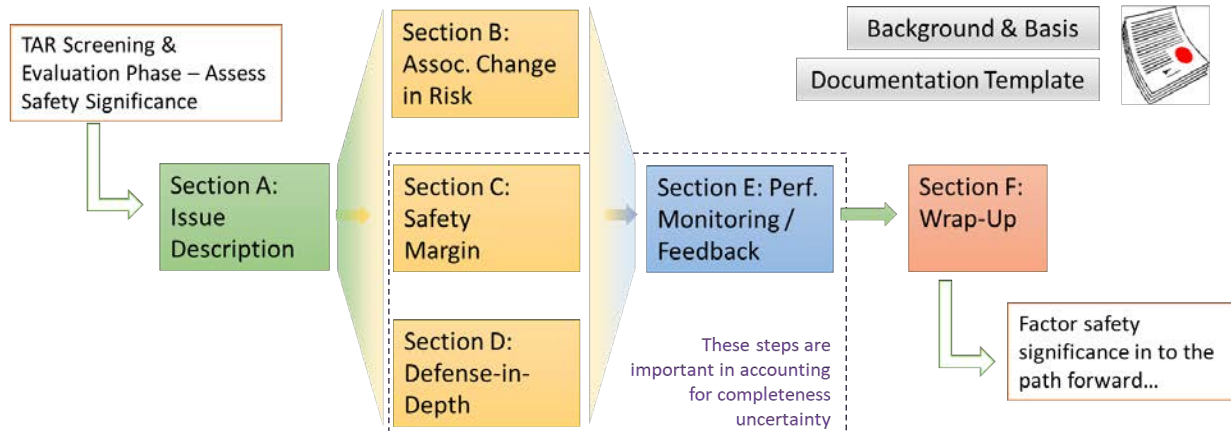 TAR Screening &
Evaluation Phase – Assess
Safety Significance
Section A:
Issue
Description
Section B:
Assoc. Change
in Risk
Section C:
Safety
Margin
Section D:
Defense-in-
Depth
Section E: Perf.
Monitoring /
Feedback
These steps are
important in accounting
for completeness
uncertainty
Section F:
Wrap-Up
Factor safety
significance in to the
path forward...
Background & Basis
Documentation Template